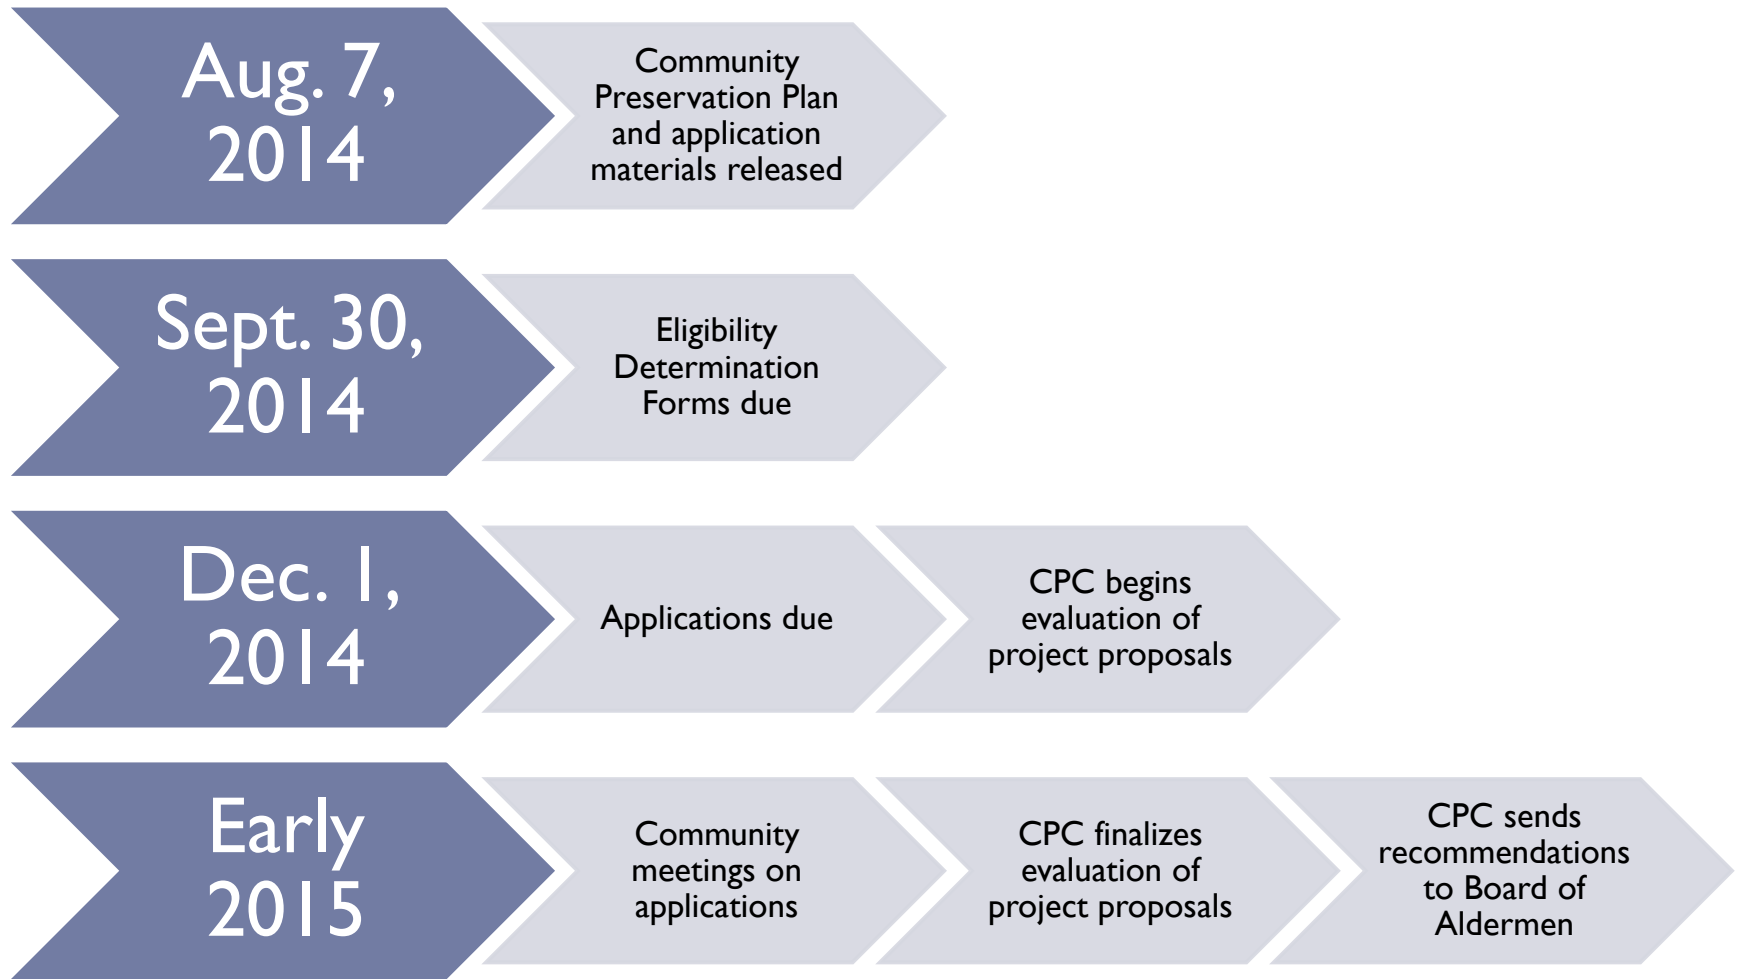 Aug. 7,
2014
Community
Preservation Plan
and application
materials released
Sept. 30,
2014
Eligibility
Determination
Forms due
Dec. 1,
2014
Applications due
CPC begins
evaluation of
project proposals
Early
2015
Community
meetings on
applications
CPC finalizes
evaluation of
project proposals
CPC sends
recommendations
to Board of
Aldermen